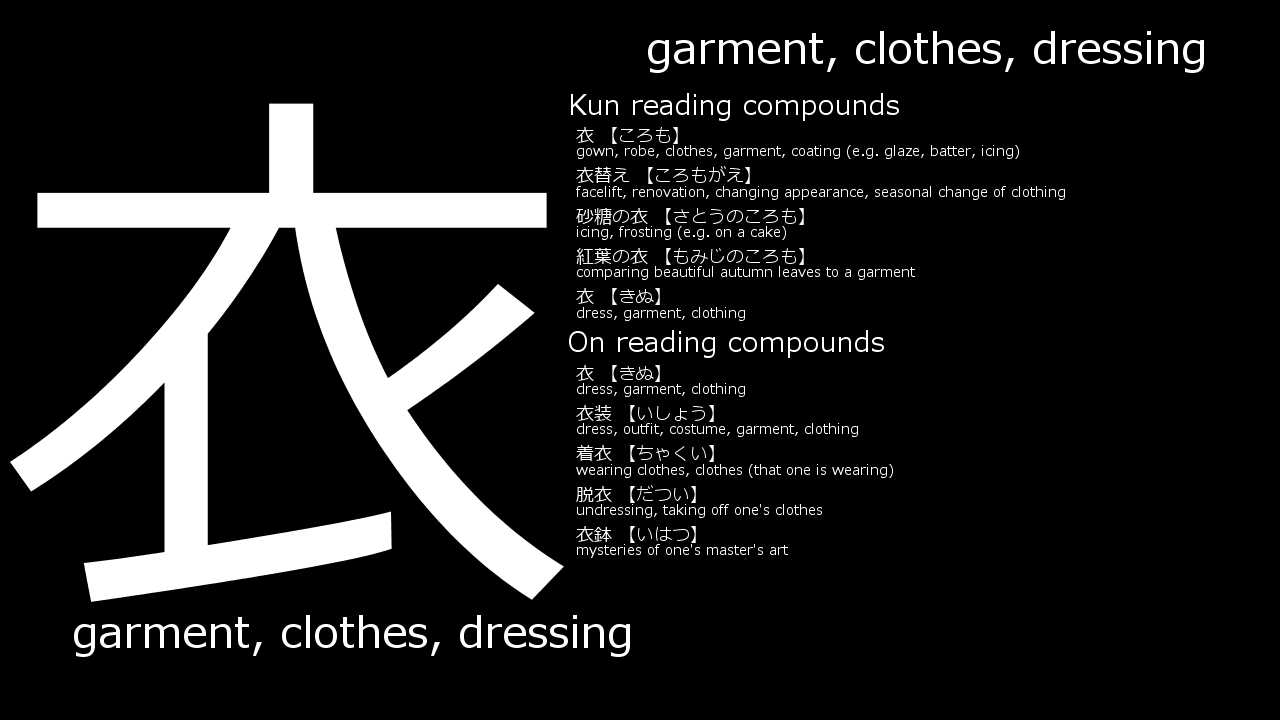 garment, clothes, dressing
衣
Kun reading compounds
衣 【ころも】
gown, robe, clothes, garment, coating (e.g. glaze, batter, icing)
衣替え 【ころもがえ】
facelift, renovation, changing appearance, seasonal change of clothing
砂糖の衣 【さとうのころも】
icing, frosting (e.g. on a cake)
紅葉の衣 【もみじのころも】
comparing beautiful autumn leaves to a garment
衣 【きぬ】
dress, garment, clothing
On reading compounds
衣 【きぬ】
dress, garment, clothing
衣装 【いしょう】
dress, outfit, costume, garment, clothing
着衣 【ちゃくい】
wearing clothes, clothes (that one is wearing)
脱衣 【だつい】
undressing, taking off one's clothes
衣鉢 【いはつ】
mysteries of one's master's art
garment, clothes, dressing